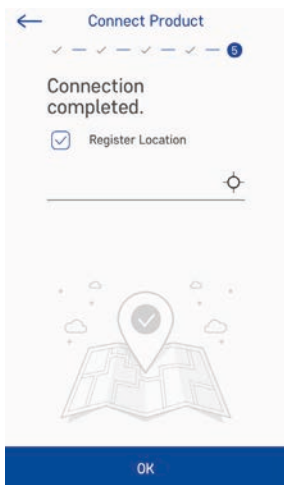 Connect Product
5
Connection
completed.
Register Location
OK